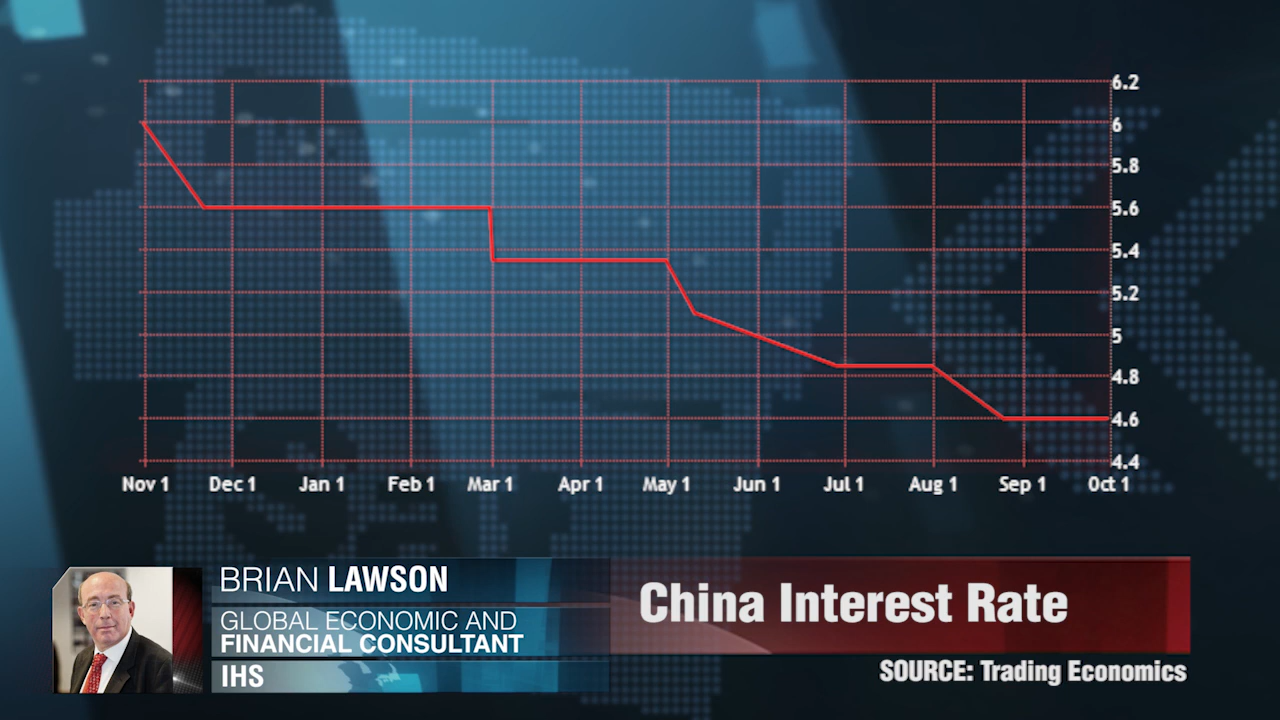 6.2
6
5.8
5.6
5.4
5.2
5
4.8
4.6
4.4
Nov 1 Dec 1 Jan 1 Feb 1 Mar 1 Apr 1 May 1 Jun 1 Jul 1 Aug 1 Sep 1 Oct 1
BRIAN LAWSON
GLOBAL ECONOMIC AND
FINANCIAL CONSULTANT
IHS
China Interest Rate
SOURCE: Trading Economics